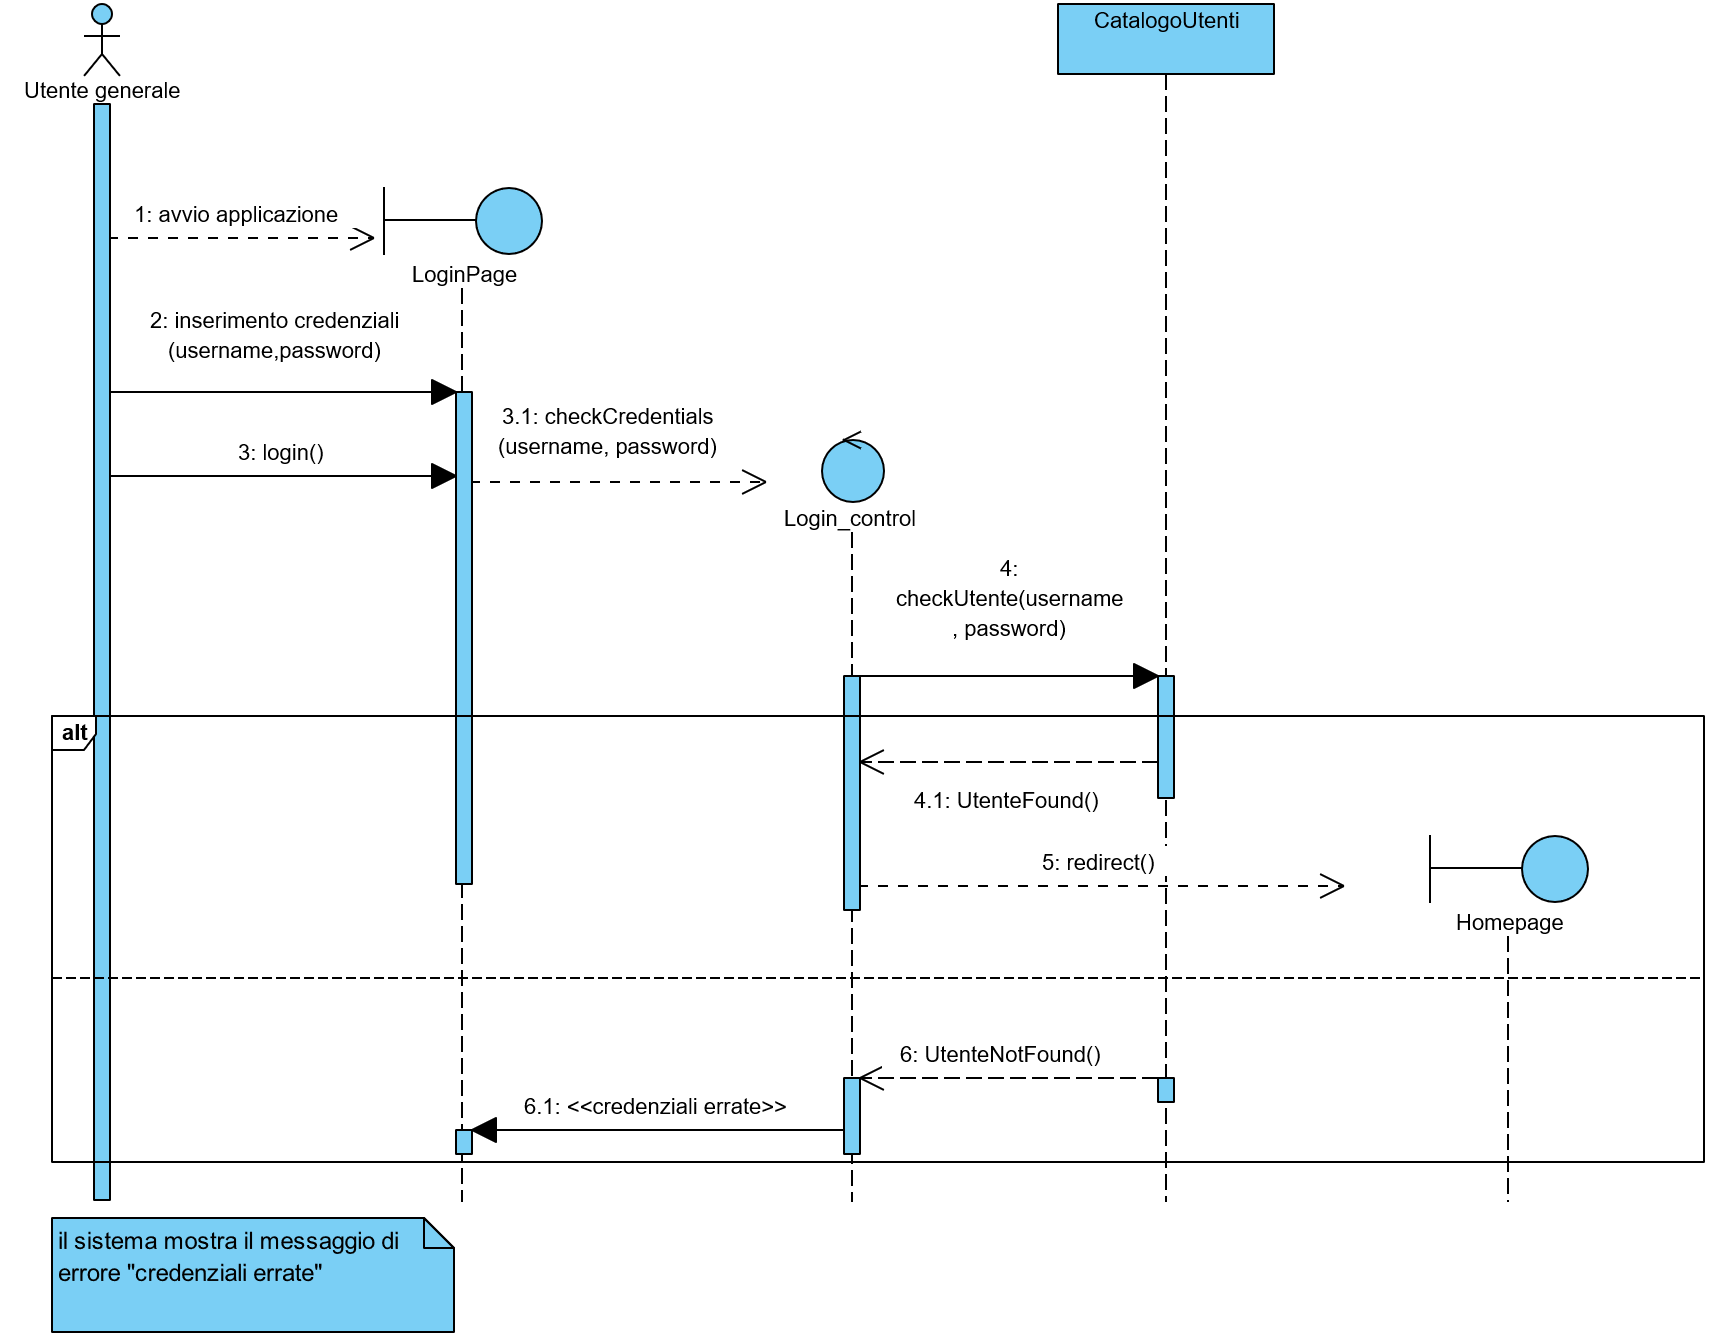 CatalogoUtenti
Utente generale
1: avvio applicazione
LoginPage
2: inserimento credenziali
(username,password)
3.1: checkCredentials
(username, password)
3: login()
Login_control
4:
checkUtente(username
, password)
alt
4.1: UtenteFound()
5: redirect()
Homepage
6: UtenteNotFound()
6.1: <<credenziali errate>>
il sistema mostra il messaggio di
errore "credenziali errate"